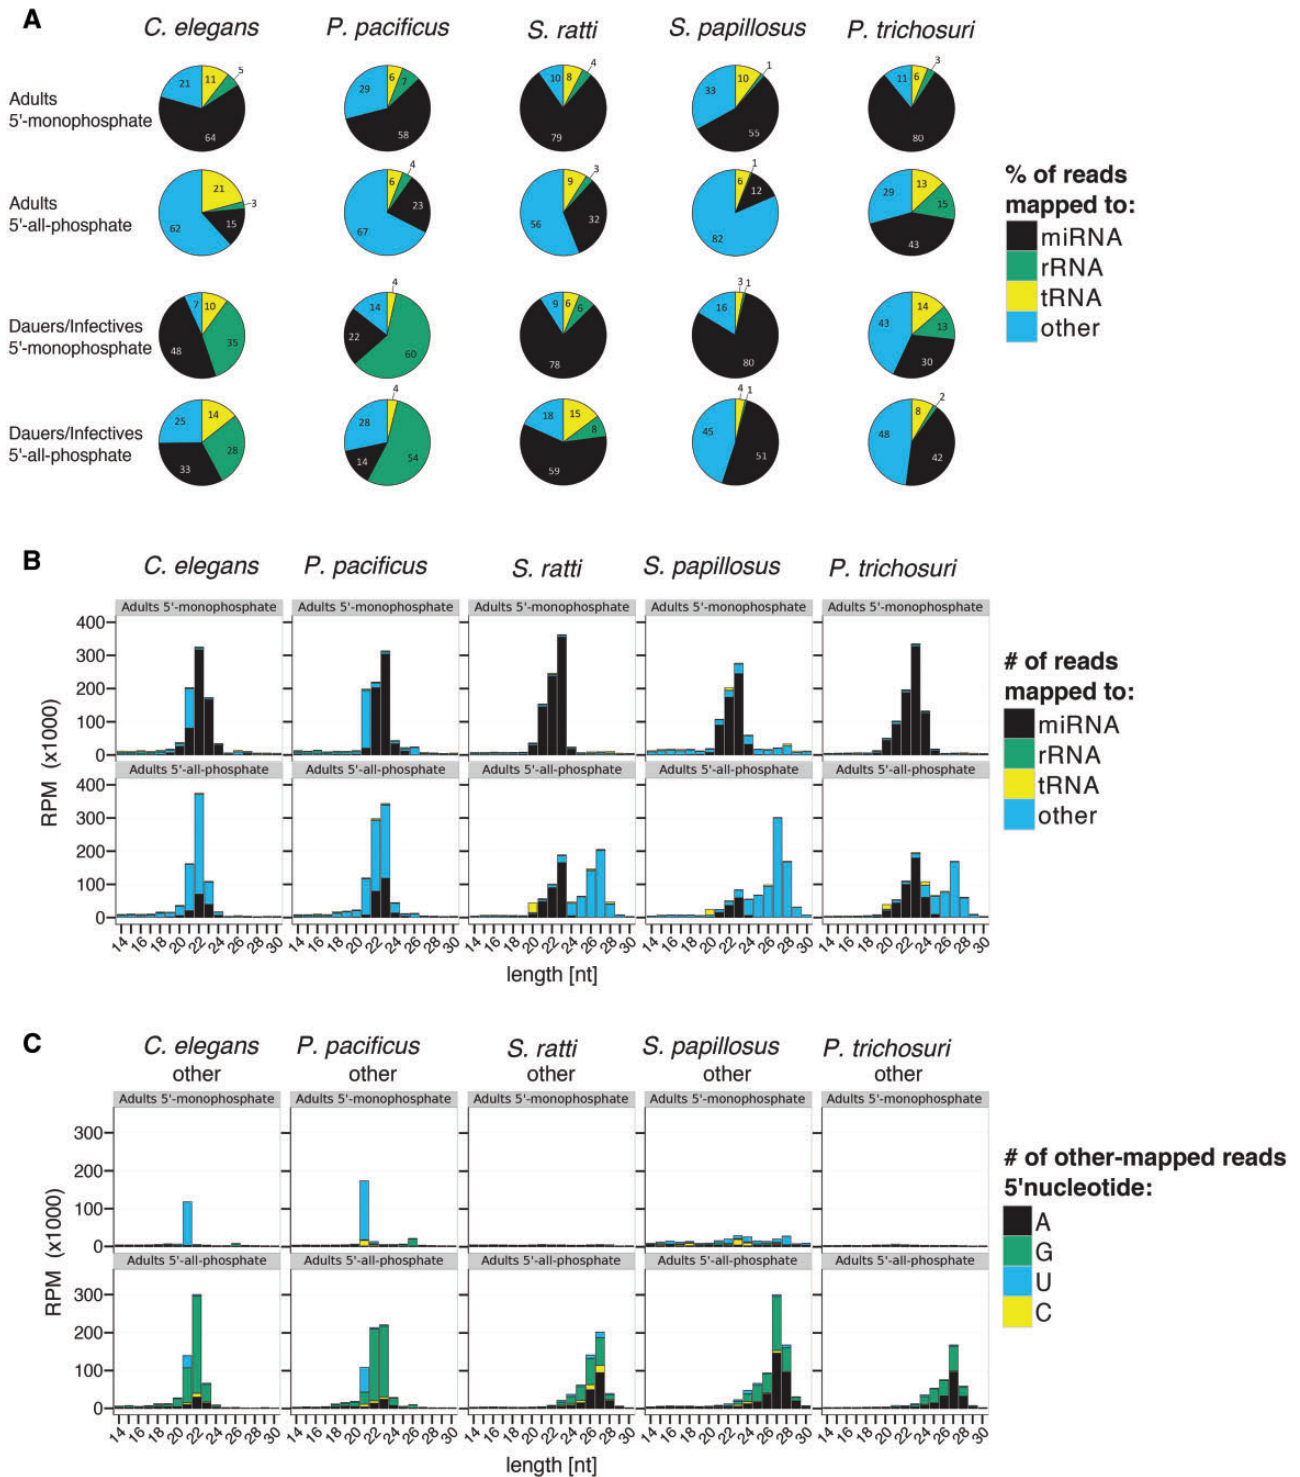 A
C. elegans P. pacificus S. ratti S. papillosus P. trichosuri
Adults
5'-monophosphate
21 11 5 64
29 6 7 58
10 8 4 79
33 10 1 55
11 6 3 80
Adults
5'-all-phosphate
62 21 3 15
67 6 4 23
56 9 3 32
82 6 1 12
29 13 15 43
Dauers/Infectives
5'-monophosphate
7 10 35 48
14 4 60 22
9 6 6 78
16 3 1 80
43 14 13 30
Dauers/Infectives
5'-all-phosphate
25 14 28 33
28 4 54 14
18 15 8 59
45 4 1 51
48 8 2 42
% of reads
mapped to:
miRNA
rRNA
tRNA
other
B
C. elegans P. pacificus S. ratti S. papillosus P. trichosuri
Adults 5'-monophosphate Adults 5'-monophosphate Adults 5'-monophosphate Adults 5'-monophosphate Adults 5'-monophosphate
400
300
200
100
0
Adults 5'-all-phosphate Adults 5'-all-phosphate Adults 5'-all-phosphate Adults 5'-all-phosphate Adults 5'-all-phosphate
400
300
200
100
0
RPM (x1000)
14 16 18 20 22 24 26 28 30 14 16 18 20 22 24 26 28 30 14 16 18 20 22 24 26 28 30 14 16 18 20 22 24 26 28 30 14 16 18 20 22 24 26 28 30
length [nt]
# of reads
mapped to:
miRNA
rRNA
tRNA
other
C
C. elegans P. pacificus S. ratti S. papillosus P. trichosuri
other other other other other
Adults 5'-monophosphate Adults 5'-monophosphate Adults 5'-monophosphate Adults 5'-monophosphate Adults 5'-monophosphate
300
200
100
0
Adults 5'-all-phosphate Adults 5'-all-phosphate Adults 5'-all-phosphate Adults 5'-all-phosphate Adults 5'-all-phosphate
300
200
100
0
RPM (x1000)
14 16 18 20 22 24 26 28 30 14 16 18 20 22 24 26 28 30 14 16 18 20 22 24 26 28 30 14 16 18 20 22 24 26 28 30 14 16 18 20 22 24 26 28 30
length [nt]
# of other-mapped reads
5'nucleotide:
A
G
U
C